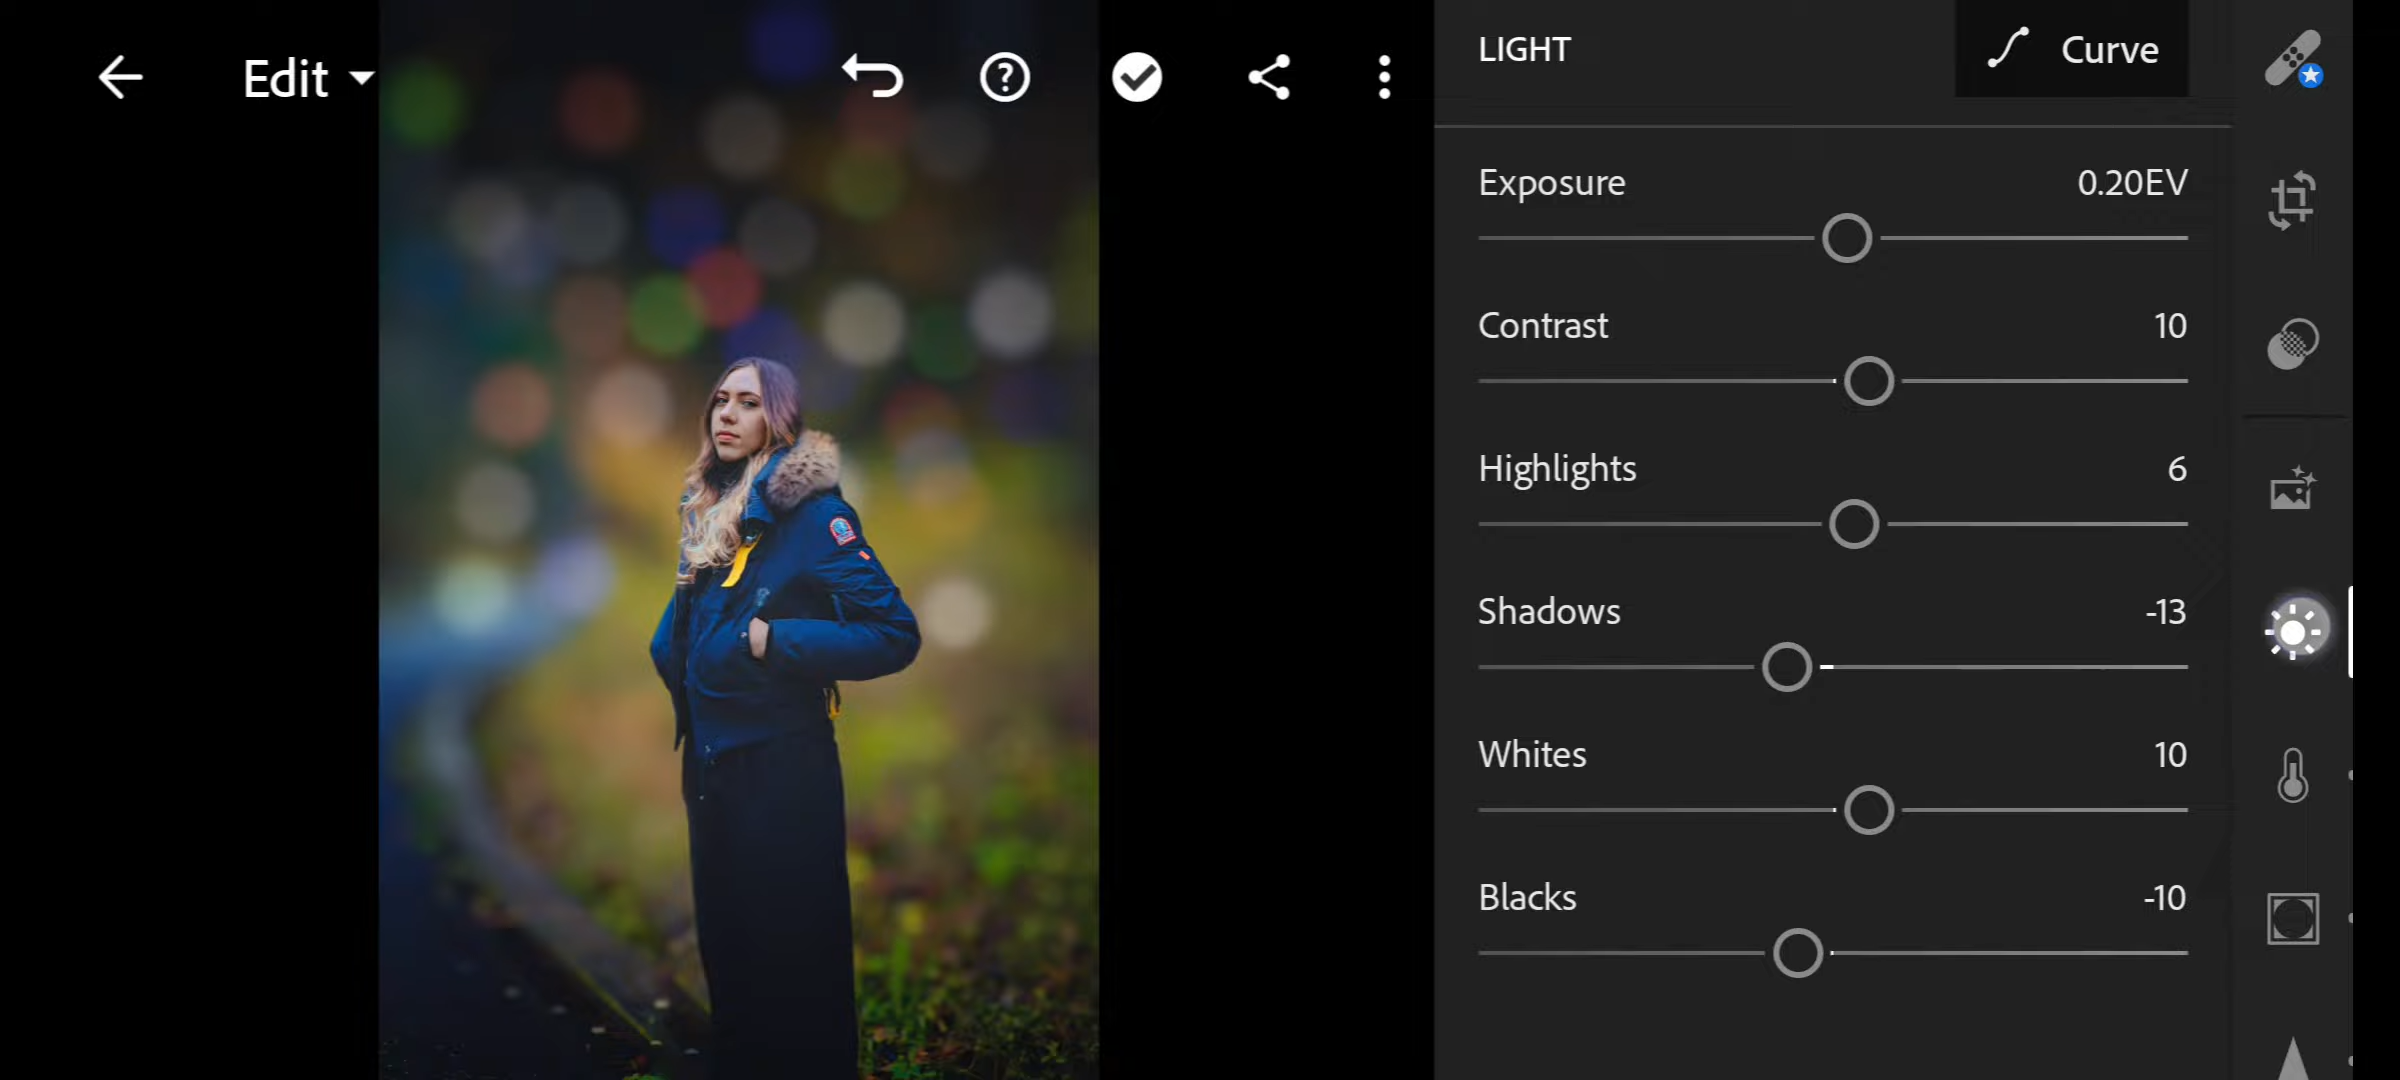 Edit
LIGHT
Curve
Exposure
0.20EV
Contrast
10
Highlights
6
Shadows
-13
Whites
10
Blacks
-10